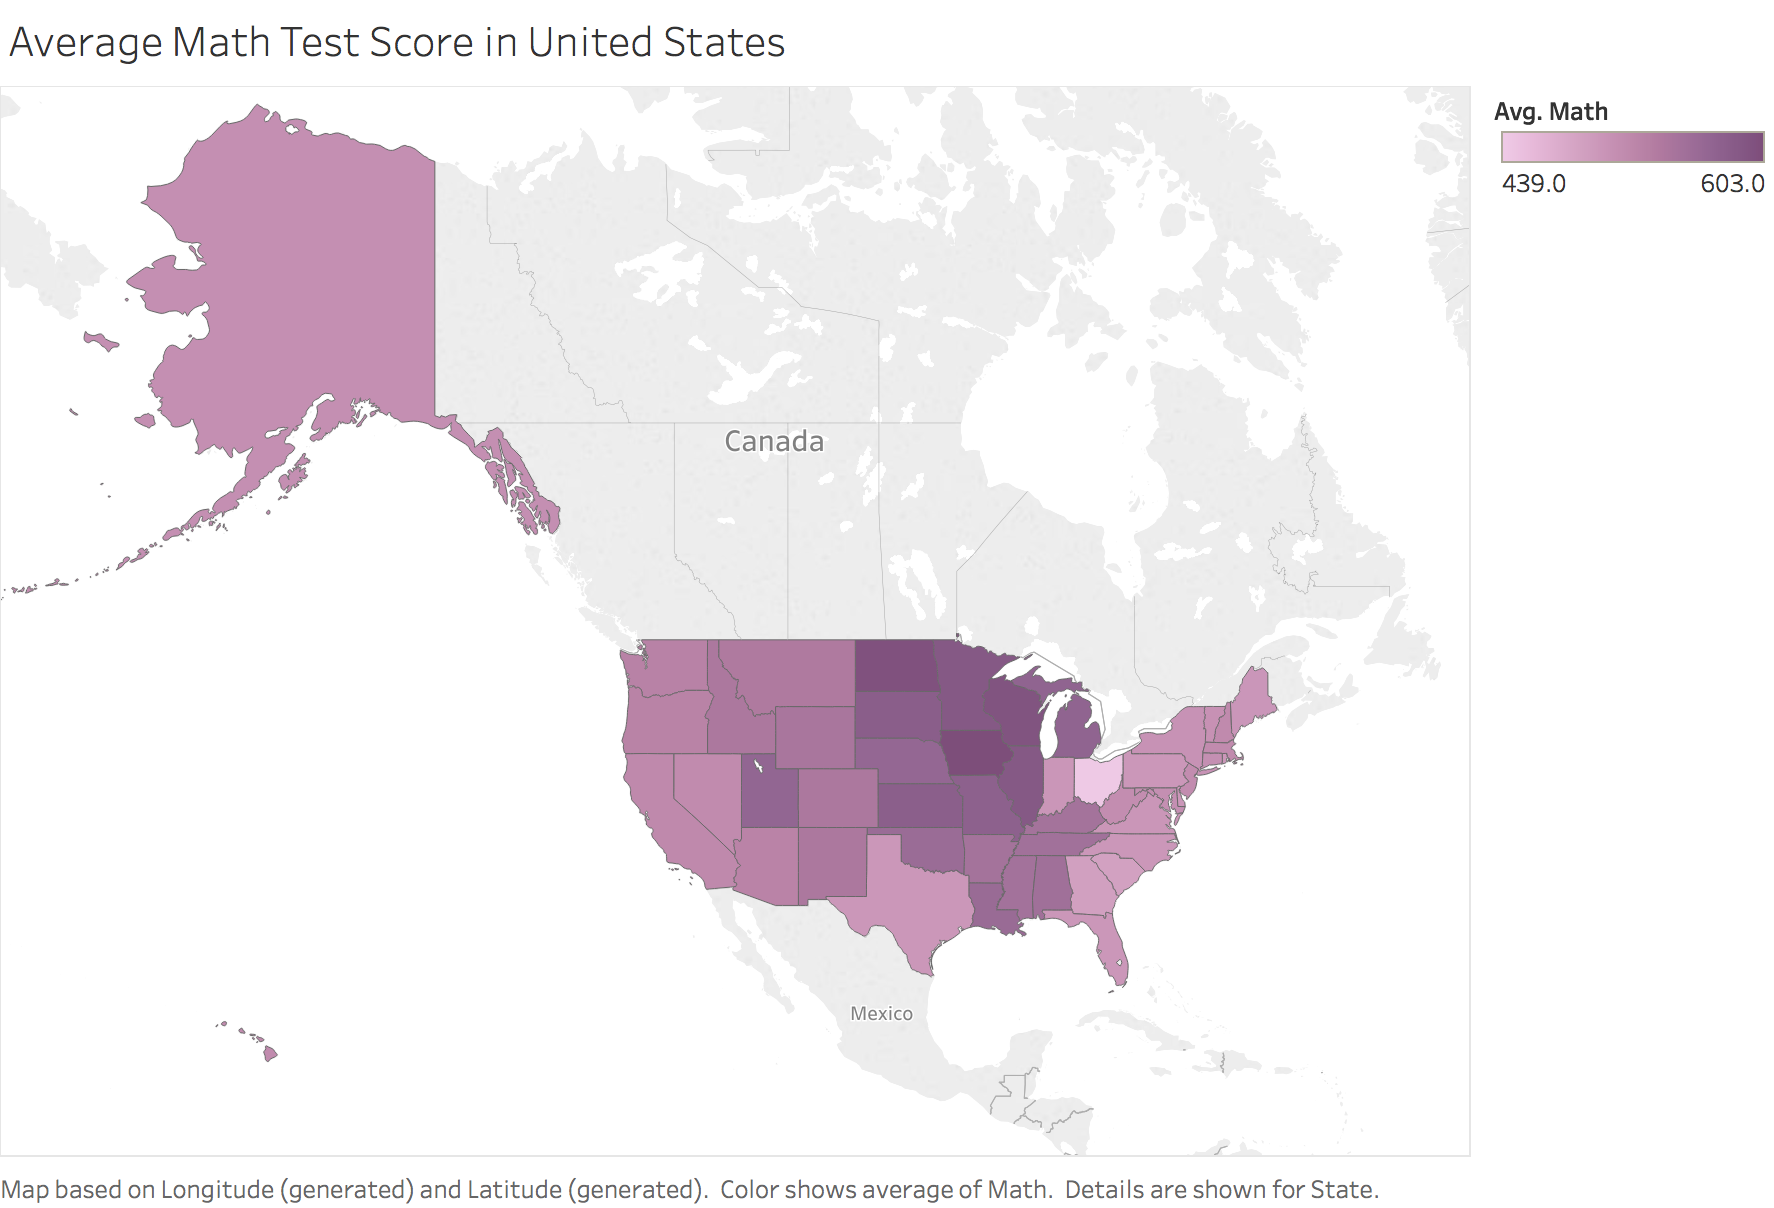 Average Math Test Score in United States
Avg. Math
439.0 603.0
Canada
Mexico
Map based on Longitude (generated) and Latitude (generated).  Color shows average of Math.  Details are shown for State.